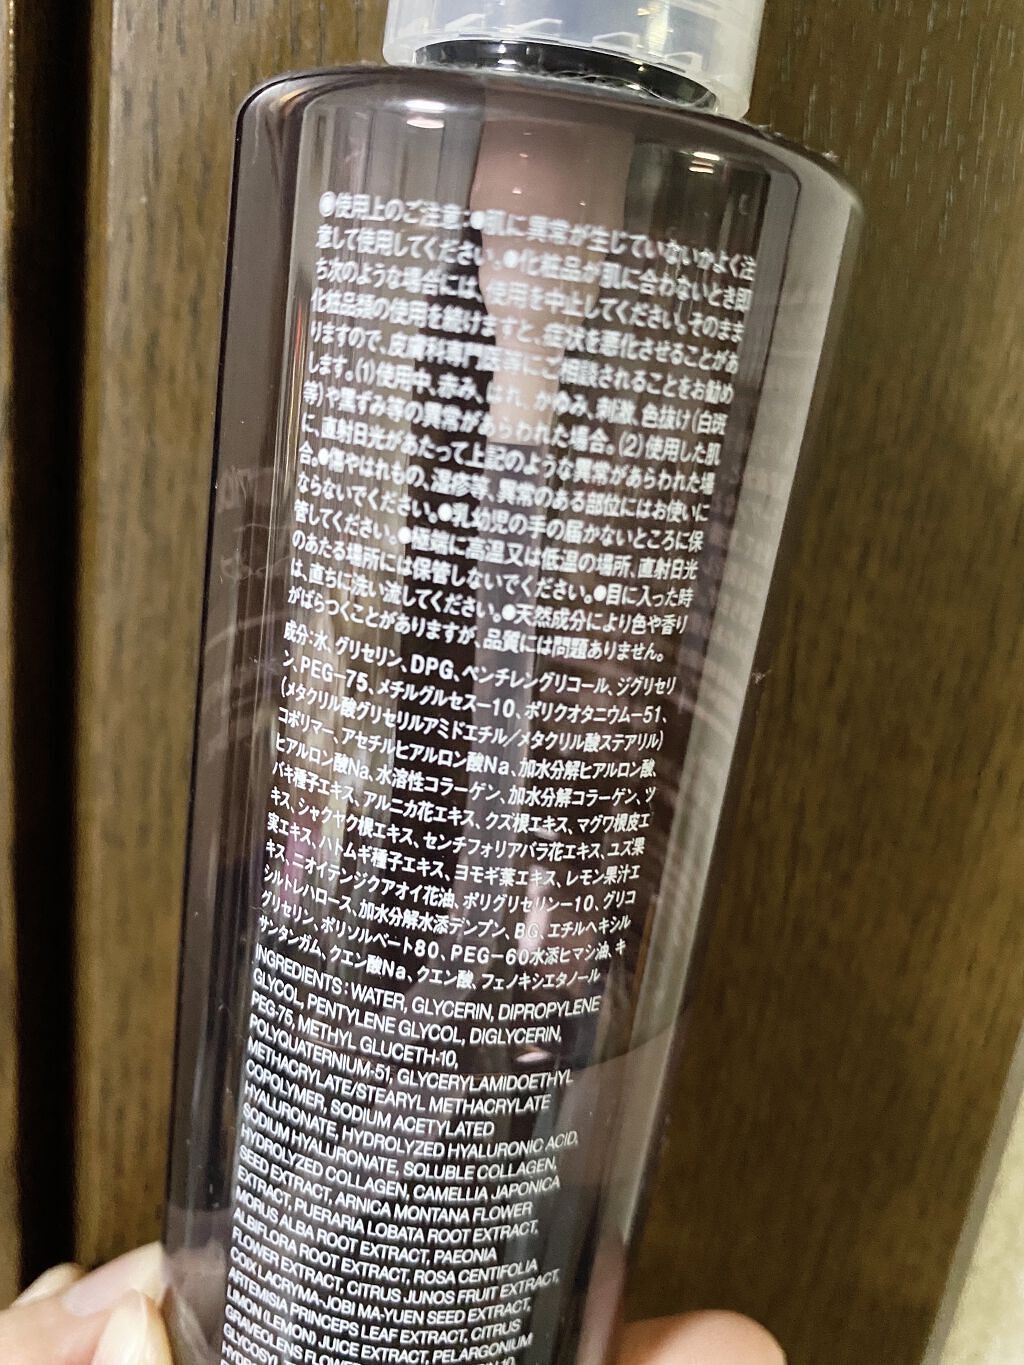 ●使用上のご注意:●肌に異常が生じていないかよく注
意して使用してください。●化粧品が肌に合わないとき即
ち次のような場合には、使用を中止してください。そのまま
化粧品類の使用を続けますと、症状を悪化させることがあ
りますので、皮膚科専門医等にご相談されることをお勧め
します。(1)使用中、赤み、はれ、かゆみ、刺激、色抜け(白斑
等)や黒ずみ等の異常があらわれた場合。(2)使用した肌
に、直射日光があたって上記のような異常があらわれた場
合。●傷やはれもの、湿疹等、異常のある部位にはお使いに
ならないでください。●乳幼児の手の届かないところに保
管してください。●極端に高温又は低温の場所、直射日光
のあたる場所には保管しないでください。●目に入った時
は、直ちに洗い流してください。●天然成分により色や香り
がばらつくことがありますが、品質には問題ありません。
成分:水、グリセリン、DPG、ペンチレングリコール、ジグリセリ
ン、PEG-75、メチルグルセス-10、ポリクオタニウム-51、
(メタクリル酸グリセリルアミドエチル/メタクリル酸ステアリル)
コポリマー、アセチルヒアルロン酸Na、加水分解ヒアルロン酸、
ヒアルロン酸Na、水溶性コラーゲン、加水分解コラーゲン、ツ
バキ種子エキス、アルニカ花エキス、クズ根エキス、マグワ根皮エ
キス、シャクヤク根エキス、センチフォリアバラ花エキス、ユズ果
実エキス、ハトムギ種子エキス、ヨモギ葉エキス、レモン果汁エ
キス、ニオイテンジクアオイ花油、ポリグリセリン-10、グリコ
シルトレハロース、加水分解水添デンプン、BG、エチルヘキシル
グリセリン、ポリソルベート80、PEG-60水添ヒマシ油、キ
サンタンガム、クエン酸Na、クエン酸、フェノキシエタノール
INGREDIENTS:WATER, GLYCERIN, DIPROPYLENE
GLYCOL, PENTYLENE GLYCOL, DIGLYCERIN,
PEG-75, METHYL GLUCETH-10,
POLYQUATERNIUM-51, GLYCERYLAMIDOETHYL
METHACRYLATE/STEARYL METHACRYLATE
COPOLYMER, SODIUM ACETYLATED
HYALURONATE, HYDROLYZED HYALURONIC ACID,
SODIUM HYALURONATE, SOLUBLE COLLAGEN,
HYDROLYZED COLLAGEN, CAMELLIA JAPONICA
SEED EXTRACT, ARNICA MONTANA FLOWER
EXTRACT, PUERARIA LOBATA ROOT EXTRACT,
MORUS ALBA ROOT EXTRACT, PAEONIA
ALBIFLORA ROOT EXTRACT, ROSA CENTIFOLIA
FLOWER EXTRACT, CITRUS JUNOS FRUIT EXTRACT,
COIX LACRYMA-JOBI MA-YUEN SEED EXTRACT,
ARTEMISIA PRINCEPS LEAF EXTRACT, CITRUS
LIMON (LEMON) JUICE EXTRACT, PELARGONIUM
GRAVEOLENS FLOWER
GLYCOSYL